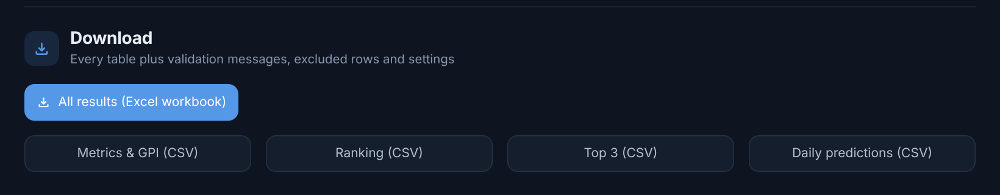 Download
Every table plus validation messages, excluded rows and settings
All results (Excel workbook)
Metrics & GPI (CSV)
Ranking (CSV)
Top 3 (CSV)
Daily predictions (CSV)